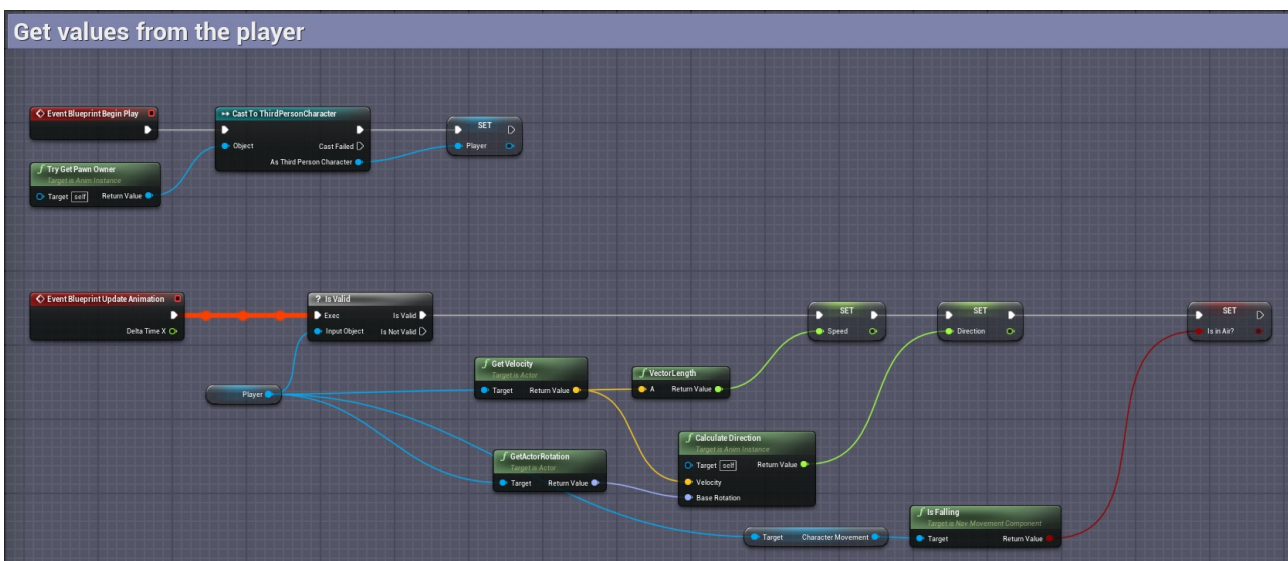 Get values from the player
Event Blueprint Begin Play
Cast To ThirdPersonCharacter
Object
Cast Failed
As Third Person Character
SET
Player
Try Get Pawn Owner
Target is Anim Instance
Target self Return Value
Event Blueprint Update Animation
Delta Time X
? Is Valid
Exec Is Valid
Input Object Is Not Valid
Player
Get Velocity
Target is Actor
Target Return Value
VectorLength
A Return Value
SET
Speed
SET
Direction
SET
Is in Air?
GetActorRotation
Target is Actor
Target Return Value
Calculate Direction
Target is Anim Instance
Target self Return Value
Velocity
Base Rotation
Target Character Movement
Is Falling
Target is Nav Movement Component
Target Return Value